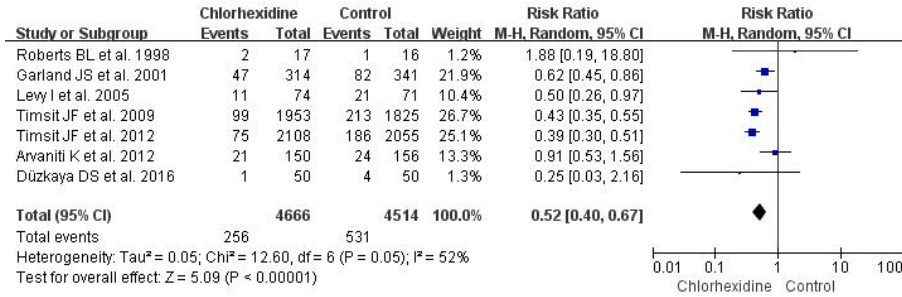 Chlorhexidine Control Risk Ratio Risk Ratio
Study or Subgroup Events Total Events Total Weight M-H, Random, 95% CI M-H, Random, 95% CI
Roberts BL et al. 1998 2 17 1 16 1.2% 1.88 [0.19, 18.80]
Garland JS et al. 2001 47 314 82 341 21.9% 0.62 [0.45, 0.86]
Levy I et al. 2005 11 74 21 71 10.4% 0.50 [0.26, 0.97]
Timsit JF et al. 2009 99 1953 213 1825 26.7% 0.43 [0.35, 0.55]
Timsit JF et al. 2012 75 2108 186 2055 25.1% 0.39 [0.30, 0.51]
Arvaniti K et al. 2012 21 150 24 156 13.3% 0.91 [0.53, 1.56]
Düzkaya DS et al. 2016 1 50 4 50 1.3% 0.25 [0.03, 2.16]
Total (95% CI) 4666 4514 100.0% 0.52 [0.40, 0.67]
Total events 256 531
Heterogeneity: Tau² = 0.05; Chi² = 12.60, df = 6 (P = 0.05); I² = 52%
Test for overall effect: Z = 5.09 (P < 0.00001)
0.01 0.1 1 10 100
Chlorhexidine Control